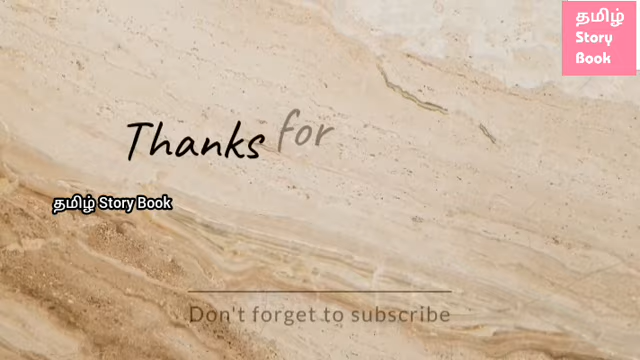 தமிழ்
Story
Book
Thanks for
தமிழ் Story Book
Don't forget to subscribe